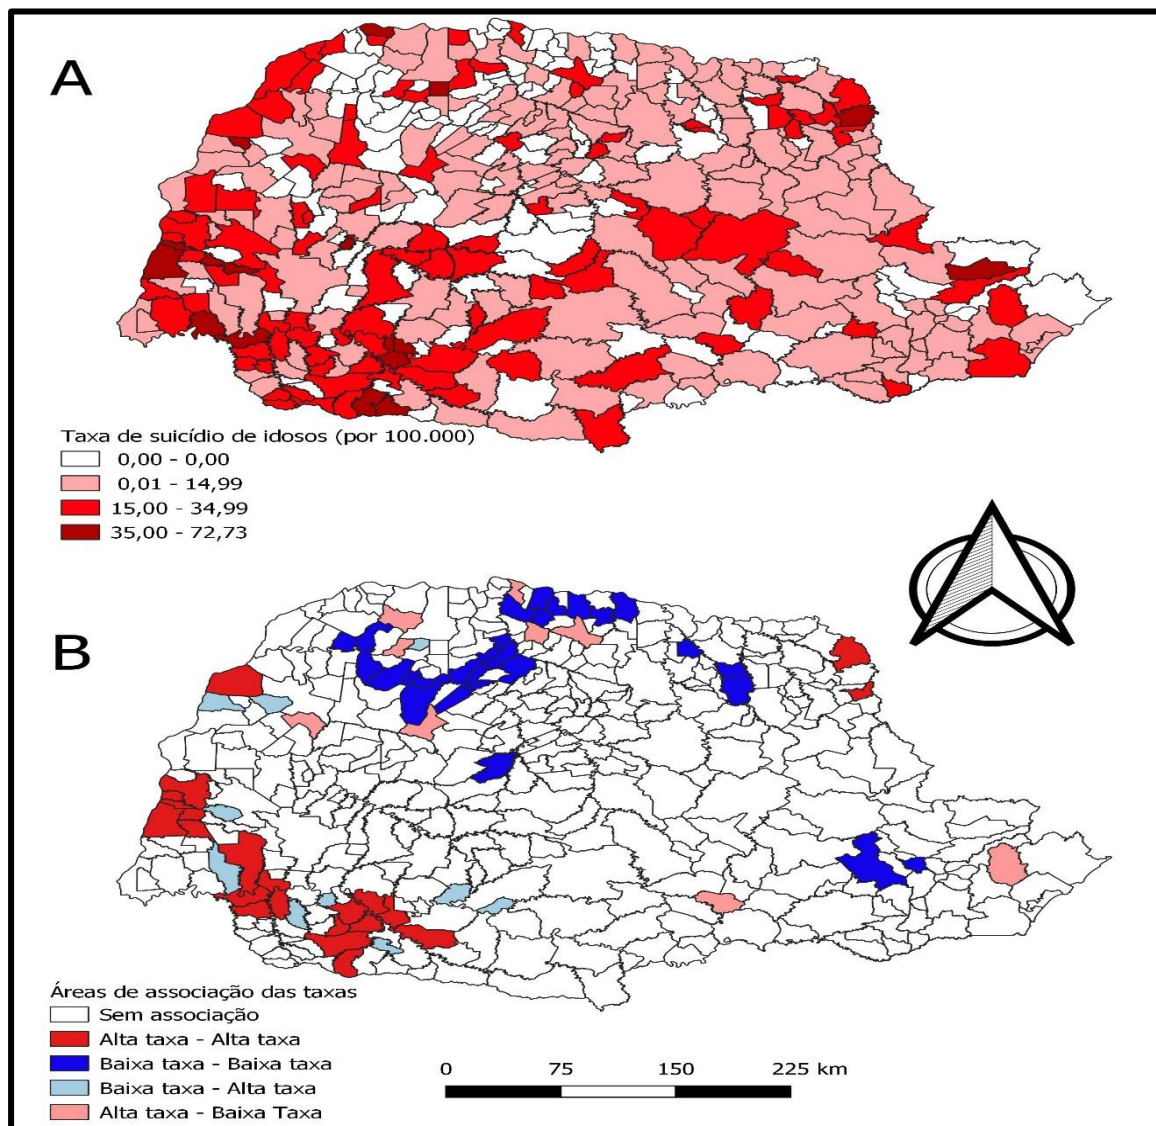 A
Taxa de suicídio de idosos (por 100.000)
0,00 - 0,00
0,01 - 14,99
15,00 - 34,99
35,00 - 72,73
B
Áreas de associação das taxas
Sem associação
Alta taxa - Alta taxa
Baixa taxa - Baixa taxa
Baixa taxa - Alta taxa
Alta taxa - Baixa Taxa
0 75 150 225 km